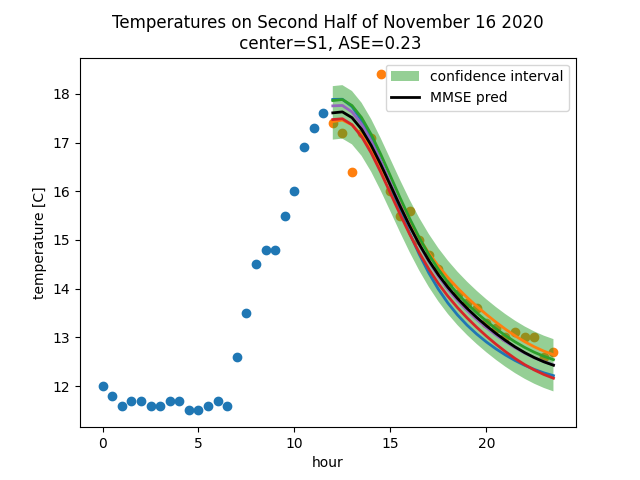 Temperatures on Second Half of November 16 2020
center=S1, ASE=0.23
confidence interval
MMSE pred
temperature [C]
18
17
16
15
14
13
12
0 5 10 15 20
hour